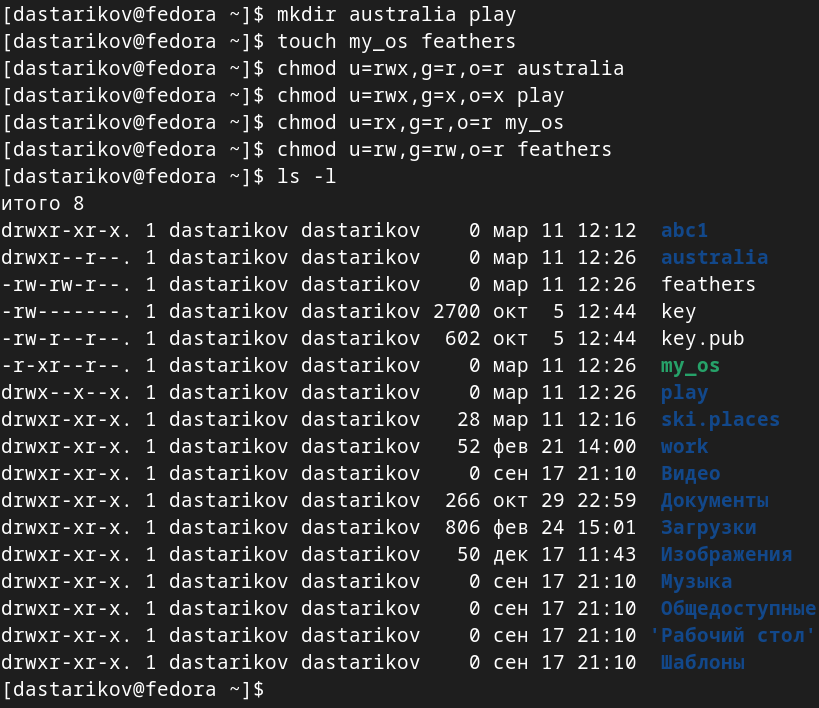 [dastarikov@fedora ~]$ mkdir australia play
[dastarikov@fedora ~]$ touch my_os feathers
[dastarikov@fedora ~]$ chmod u=rwx,g=r,o=r australia
[dastarikov@fedora ~]$ chmod u=rwx,g=x,o=x play
[dastarikov@fedora ~]$ chmod u=rx,g=r,o=r my_os
[dastarikov@fedora ~]$ chmod u=rw,g=rw,o=r feathers
[dastarikov@fedora ~]$ ls -l
итого 8
drwxr-xr-x. 1 dastarikov dastarikov    0 мар 11 12:12  abc1
drwxr--r--. 1 dastarikov dastarikov    0 мар 11 12:26  australia
-rw-rw-r--. 1 dastarikov dastarikov    0 мар 11 12:26  feathers
-rw-------. 1 dastarikov dastarikov 2700 окт  5 12:44  key
-rw-r--r--. 1 dastarikov dastarikov  602 окт  5 12:44  key.pub
-r-xr--r--. 1 dastarikov dastarikov    0 мар 11 12:26  my_os
drwx--x--x. 1 dastarikov dastarikov    0 мар 11 12:26  play
drwxr-xr-x. 1 dastarikov dastarikov   28 мар 11 12:16  ski.places
drwxr-xr-x. 1 dastarikov dastarikov   52 фев 21 14:00  work
drwxr-xr-x. 1 dastarikov dastarikov    0 сен 17 21:10  Видео
drwxr-xr-x. 1 dastarikov dastarikov  266 окт 29 22:59  Документы
drwxr-xr-x. 1 dastarikov dastarikov  806 фев 24 15:01  Загрузки
drwxr-xr-x. 1 dastarikov dastarikov   50 дек 17 11:43  Изображения
drwxr-xr-x. 1 dastarikov dastarikov    0 сен 17 21:10  Музыка
drwxr-xr-x. 1 dastarikov dastarikov    0 сен 17 21:10  Общедоступные
drwxr-xr-x. 1 dastarikov dastarikov    0 сен 17 21:10 'Рабочий стол'
drwxr-xr-x. 1 dastarikov dastarikov    0 сен 17 21:10  Шаблоны
[dastarikov@fedora ~]$